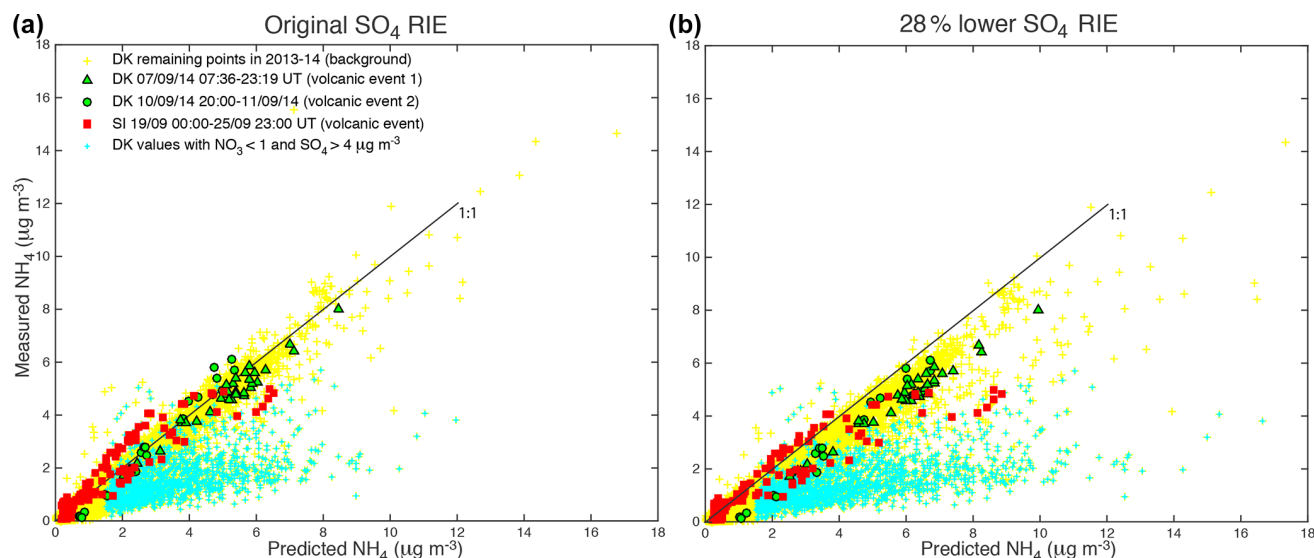 (a) Original SO4 RIE
18
16
14
12
10
8
6
4
2
0
Measured NH4 (μg m-3)
DK remaining points in 2013-14 (background)
DK 07/09/14 07:36-23:19 UT (volcanic event 1)
DK 10/09/14 20:00-11/09/14 (volcanic event 2)
SI 19/09 00:00-25/09 23:00 UT (volcanic event)
DK values with NO3 < 1 and SO4 > 4 μg m-3
1:1
0 2 4 6 8 10 12 14 16 18
Predicted NH4 (μg m-3)
(b) 28 % lower SO4 RIE
18
16
14
12
10
8
6
4
2
0
1:1
0 2 4 6 8 10 12 14 16 18
Predicted NH4 (μg m-3)